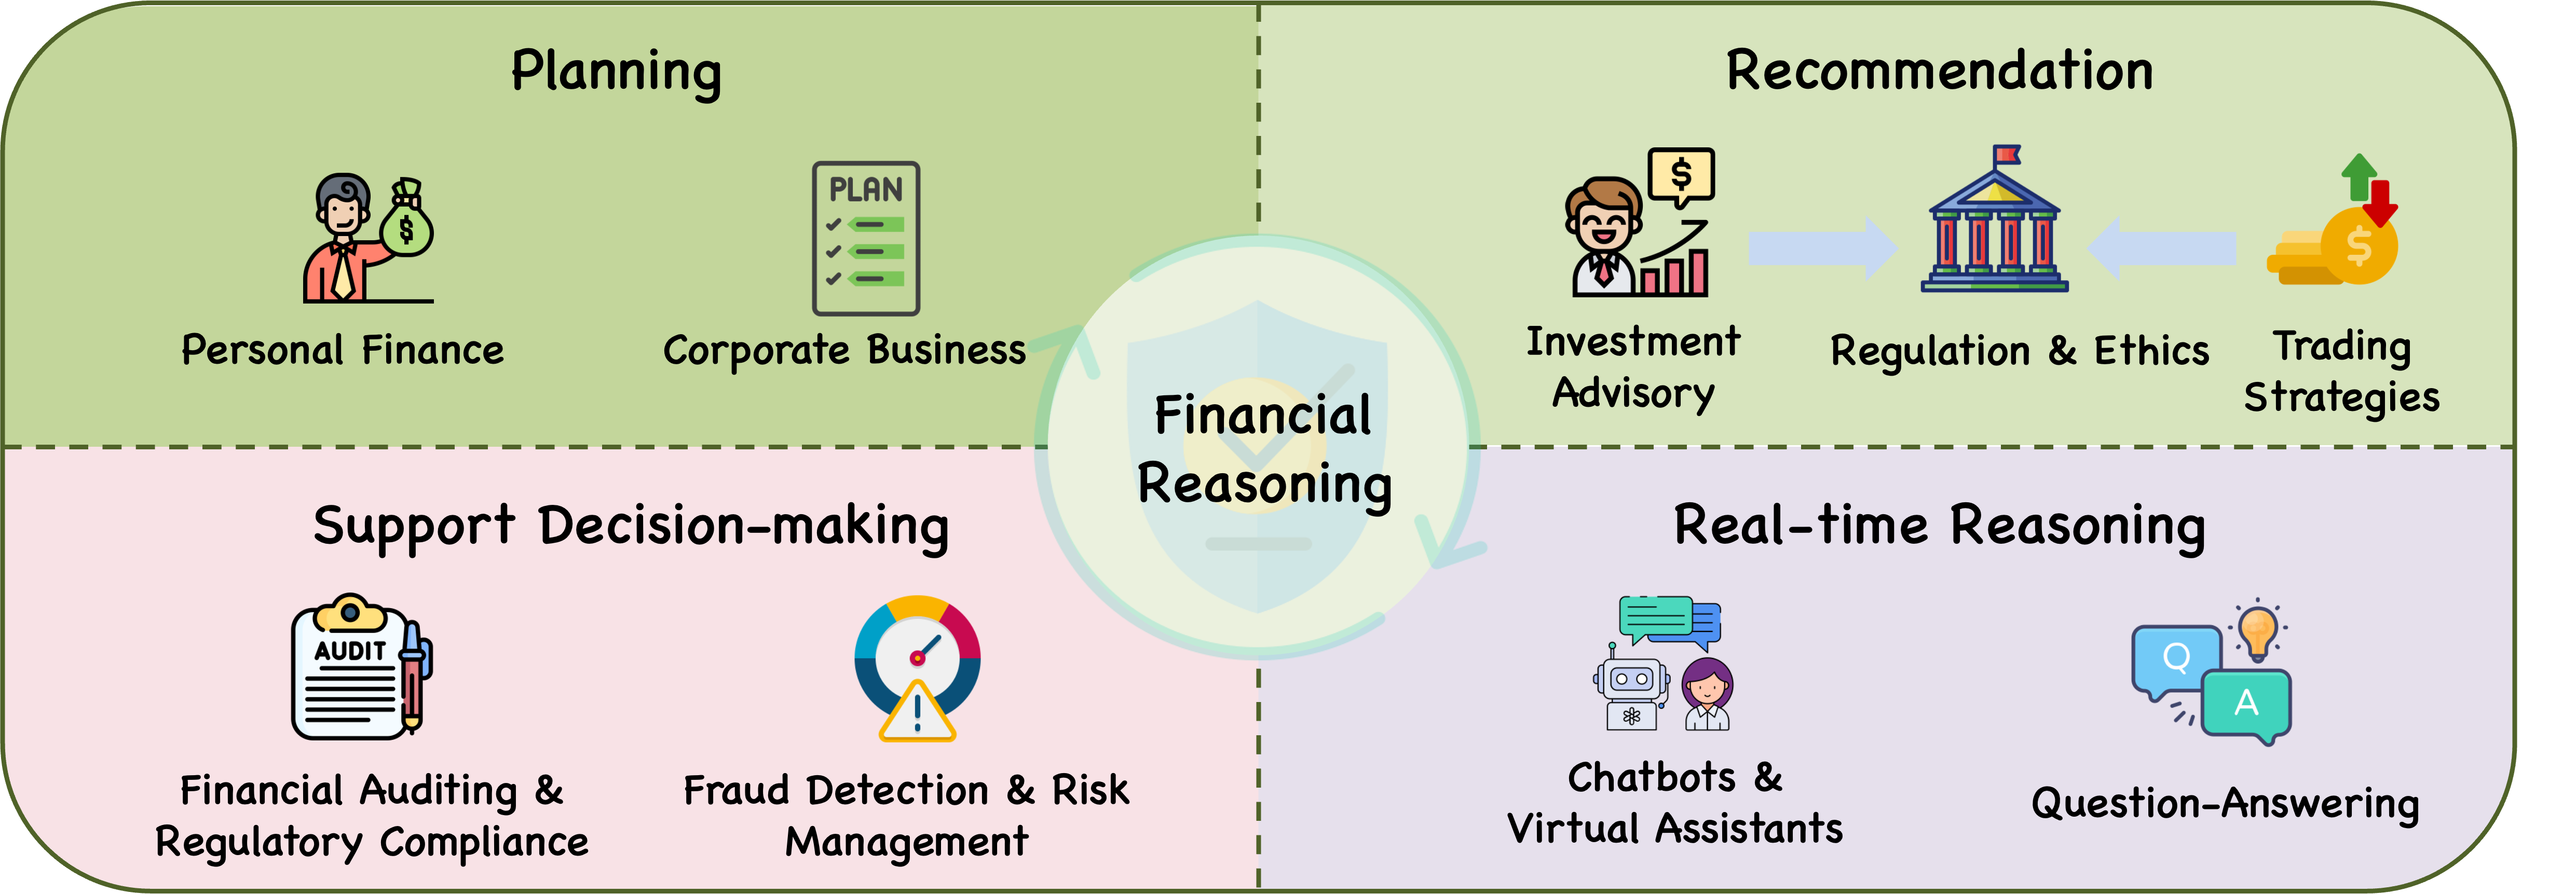 Planning
PLAN
$
Personal Finance
Corporate Business
Recommendation
$
$
Investment
Advisory
Regulation & Ethics
Trading
Strategies
Financial
Reasoning
Support Decision-making
AUDIT
Financial Auditing &
Regulatory Compliance
Fraud Detection & Risk
Management
Real-time Reasoning
Q
A
Chatbots &
Virtual Assistants
Question-Answering